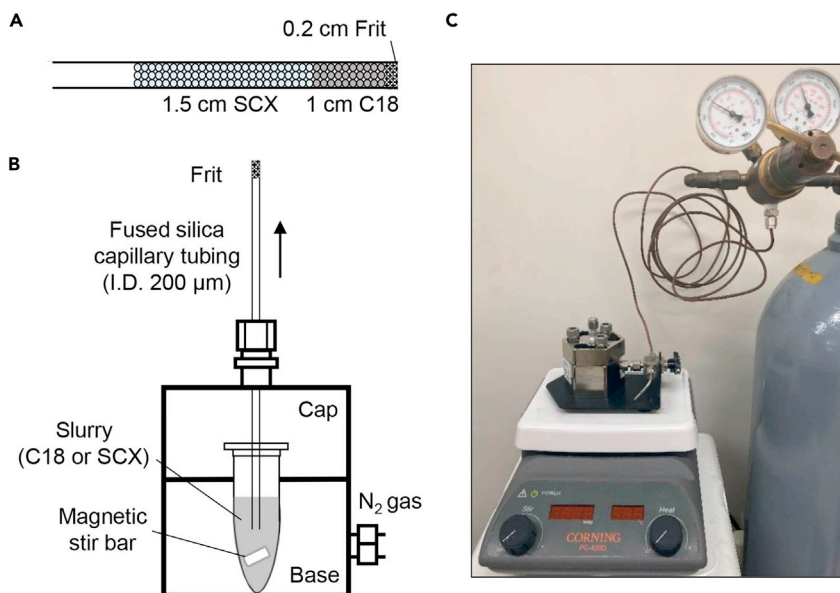 A
0.2 cm Frit
1.5 cm SCX
1 cm C18
B
Frit
Fused silica
capillary tubing
(I.D. 200 µm)
Cap
Slurry
(C18 or SCX)
N₂ gas
Magnetic
stir bar
Base
C
POWER
Stir
Heat
CORNING
PC-420D